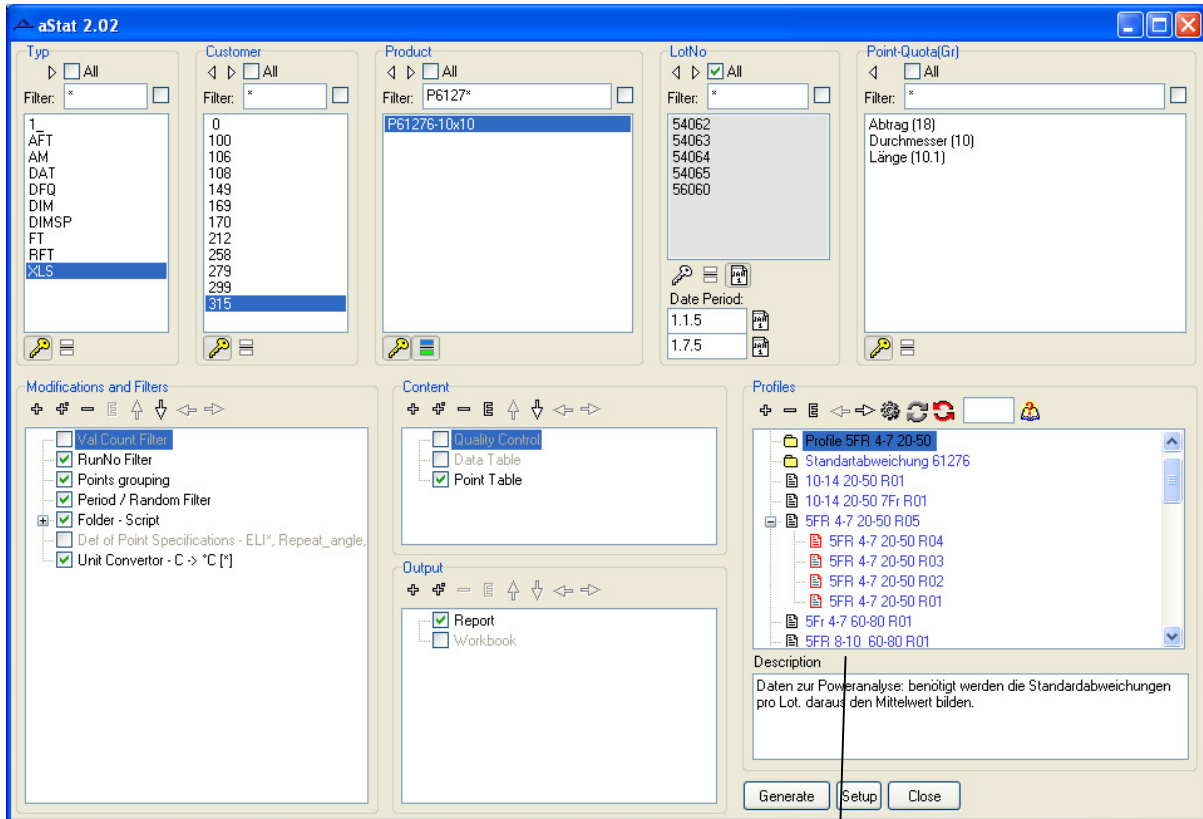 aStat 2.02
Typ
All
Filter: *
1_
AFT
AM
DAT
DFQ
DIM
DIMSP
FT
RFT
XLS
Customer
All
Filter: *
0
100
106
108
149
169
170
212
258
279
299
315
Product
All
Filter: P6127*
P61276-10x10
LotNo
All
Filter: *
54062
54063
54064
54065
56060
JAN
1
Date Period:
1.1.5
JAN
1
1.7.5
JAN
1
Point-Quota(Gr)
All
Filter: *
Abtrag (18)
Durchmesser (10)
Länge (10.1)
Modifications and Filters
Val Count Filter
RunNo Filter
Points grouping
Period / Random Filter
Folder - Script
Def of Point Specifications - ELI*, Repeat_angle,
Unit Convertor - C -> °C [*]
Content
Quality Control
Data Table
Point Table
Output
Report
Workbook
Profiles
Profile 5FR 4-7 20-50
Standartabweichung 61276
10-14 20-50 R01
10-14 20-50 7Fr R01
5FR 4-7 20-50 R05
5FR 4-7 20-50 R04
5FR 4-7 20-50 R03
5FR 4-7 20-50 R02
5FR 4-7 20-50 R01
5Fr 4-7 60-80 R01
5FR 8-10 60-80 R01
Description
Daten zur Poweranalyse: benötigt werden die Standardabweichungen
pro Lot. daraus den Mittelwert bilden.
Generate Setup Close